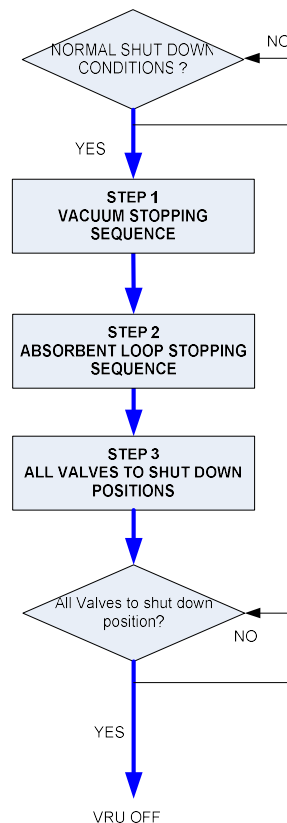 NORMAL SHUT DOWN
CONDITIONS ?
NO
YES
STEP 1
VACUUM STOPPING
SEQUENCE
STEP 2
ABSORBENT LOOP STOPPING
SEQUENCE
STEP 3
ALL VALVES TO SHUT DOWN
POSITIONS
All Valves to shut down
position?
NO
YES
VRU OFF